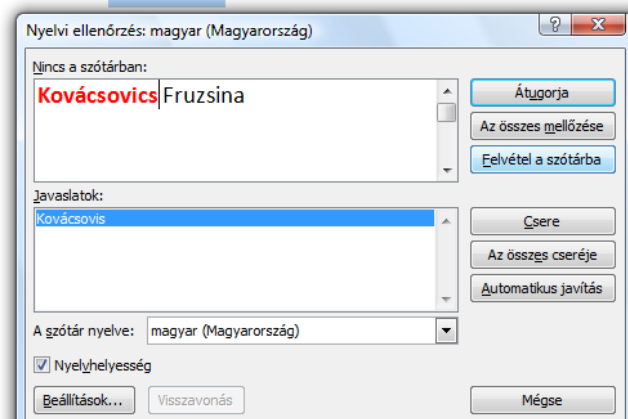 Nyelvi ellenőrzés: magyar (Magyarország)
Nincs a szótárban:
Kovácsovics Fruzsina
Átugorja
Az összes mellőzése
Felvétel a szótárba
Javaslatok:
Kovácsovis
Csere
Az összes cseréje
Automatikus javítás
A szótár nyelve: magyar (Magyarország)
Nyelvhelyesség
Beállítások... Visszavonás Mégse